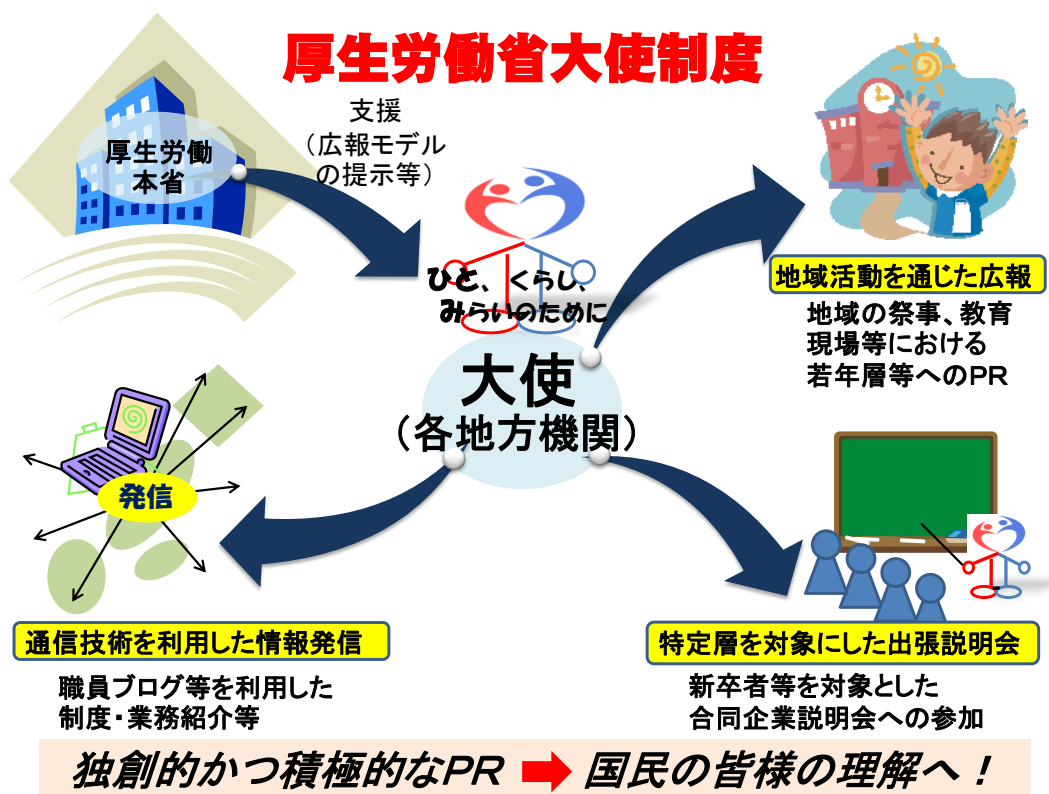 厚生労働省大使制度
支援
（広報モデル
の提示等）
厚生労働
本省
ひと、くらし、
みらいのために
大使
（各地方機関）
地域活動を通じた広報
地域の祭事、教育
現場等における
若年層等へのＰＲ
発信
通信技術を利用した情報発信
職員ブログ等を利用した
制度・業務紹介等
特定層を対象にした出張説明会
新卒者等を対象とした
合同企業説明会への参加
独創的かつ積極的なＰＲ ➡ 国民の皆様の理解へ！